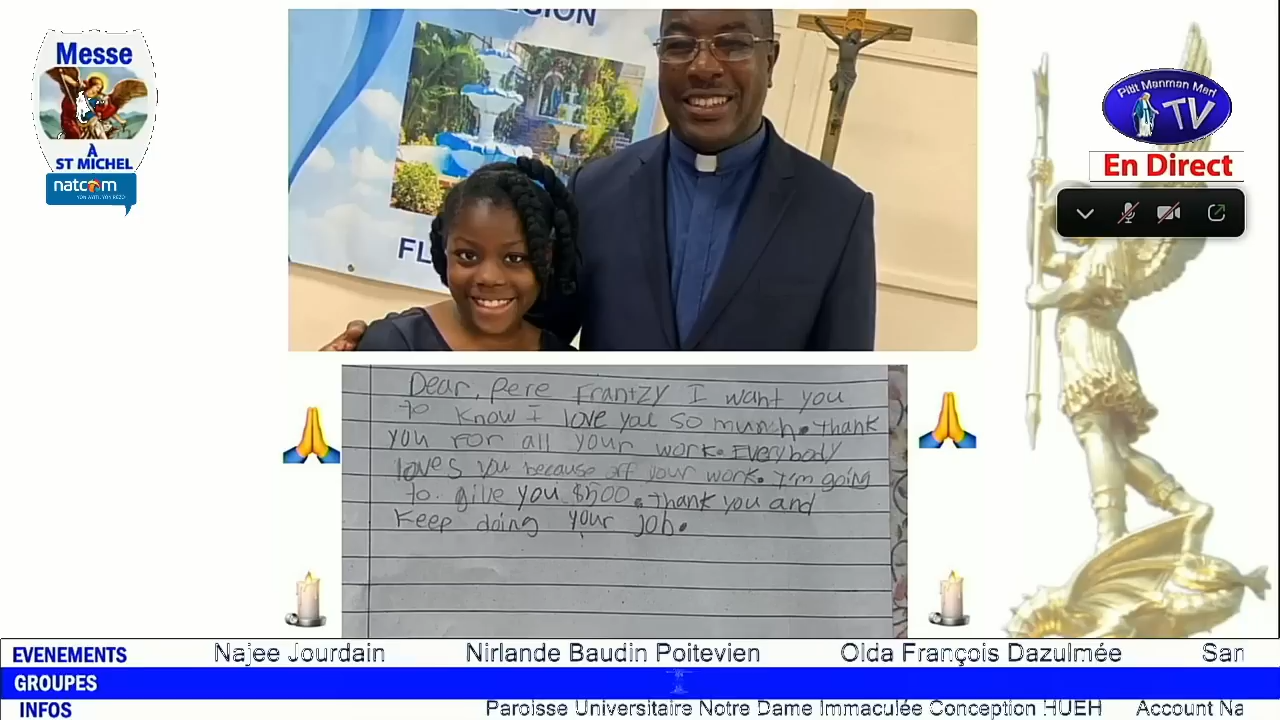 Messe
À
ST MICHEL
natcom
EGION
FL
Pitit Manman Mari
TV
En Direct
Dear, Pere Frantzy I want you
to know I love yal so munch. thank
you For all your work. Everybody
loves you because off your work. I'm going
to give you $500. thank you and
Keep doing your job.
EVENEMENTS
Najee Jourdain
Nirlande Baudin Poitevien
Olda François Dazulmée
San
GROUPES
INFOS
Paroisse Universitaire Notre Dame Immaculée Conception HUEH
Account Na